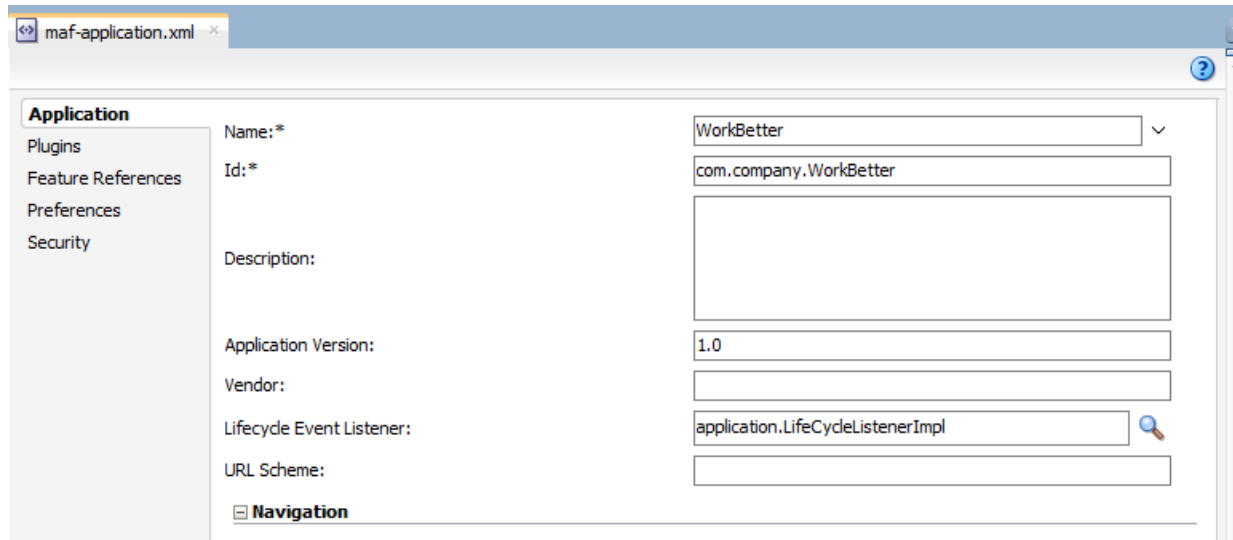 maf-application.xml
Application
Plugins
Feature References
Preferences
Security
Name:* WorkBetter
Id:* com.company.WorkBetter
Description:
Application Version: 1.0
Vendor:
Lifecycle Event Listener: application.LifeCycleListenerImpl
URL Scheme:
Navigation